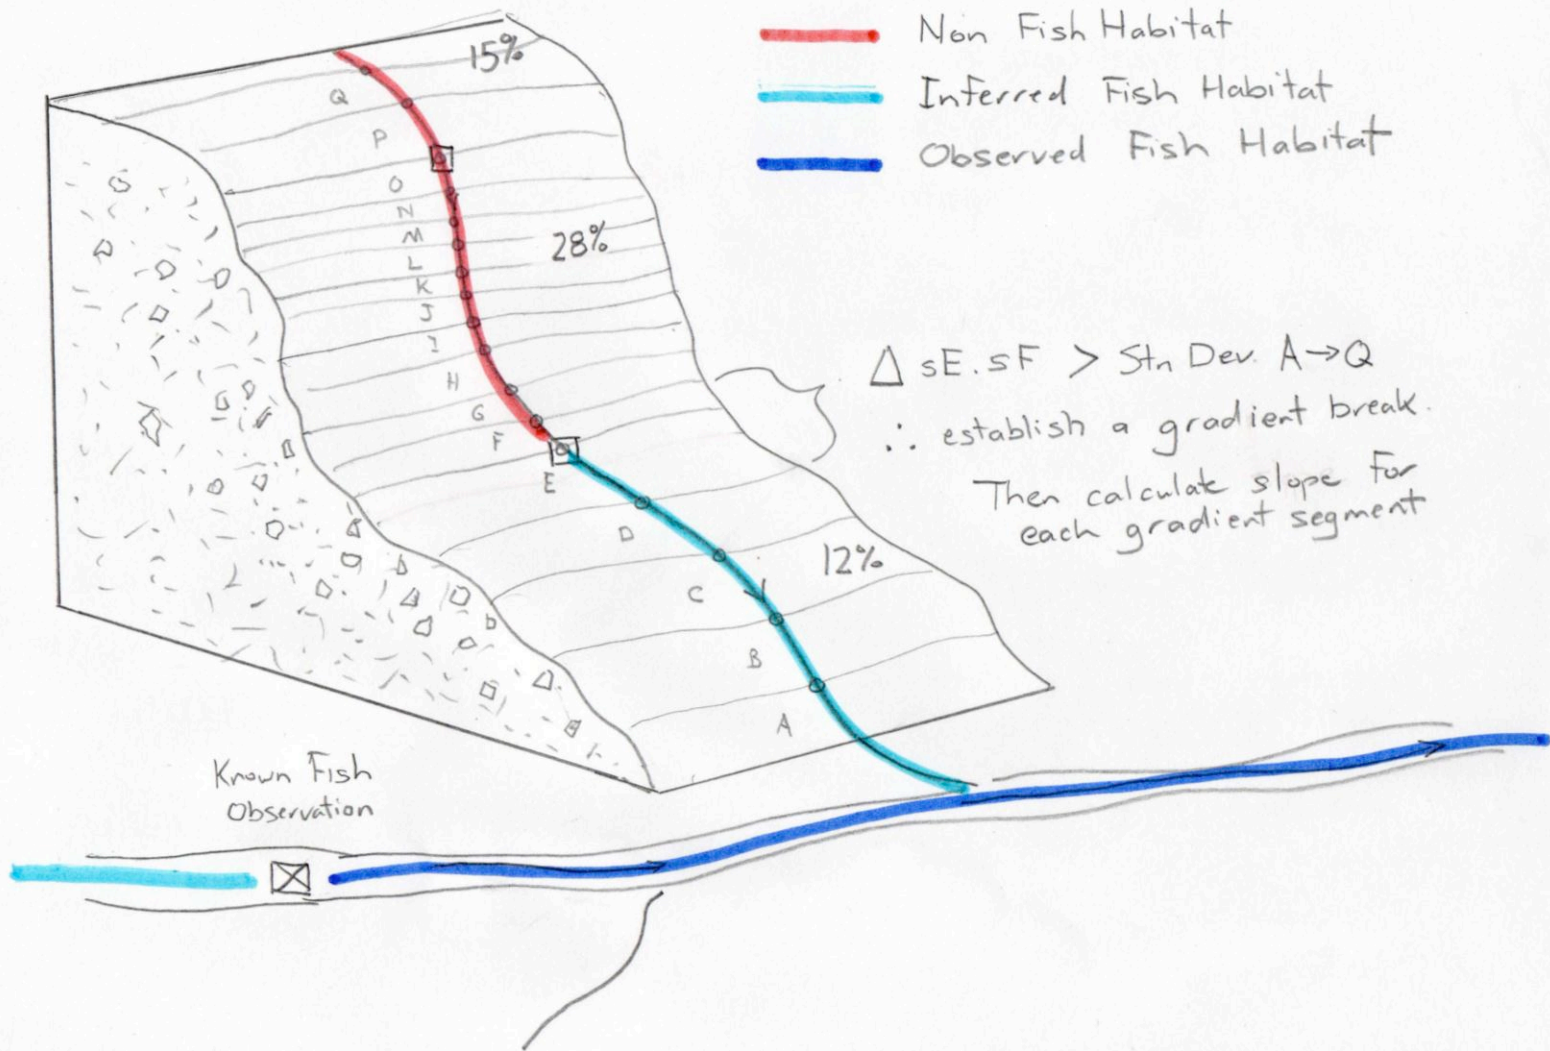 Non Fish Habitat
Inferred Fish Habitat
Observed Fish Habitat
15%
Q
P
O
N
M
28%
L
K
J
I
H
G
F
E
D
C
B
A
12%
Δ sE.sF > Stn Dev. A→Q
∴ establish a gradient break.
Then calculate slope for
each gradient segment
Known Fish
Observation